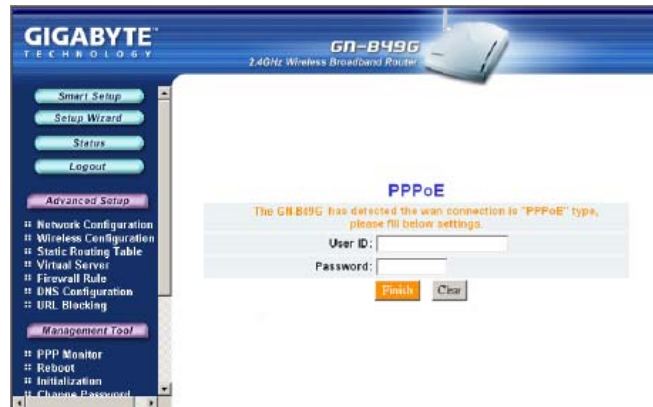 GIGABYTE
TECHNOLOGY
GN-B49G
2.4GHz Wireless Broadband Router
Smart Setup
Setup Wizard
Status
Logout
Advanced Setup
Network Configuration
Wireless Configuration
Static Routing Table
Virtual Server
Firewall Rule
DNS Configuration
URL Blocking
Management Tool
PPP Monitor
Reboot
Initialization
Change Password
PPPoE
The GN-B49G has detected the wan connection is "PPPoE" type,
please fill below settings.
User ID:
Password:
Finish Clear